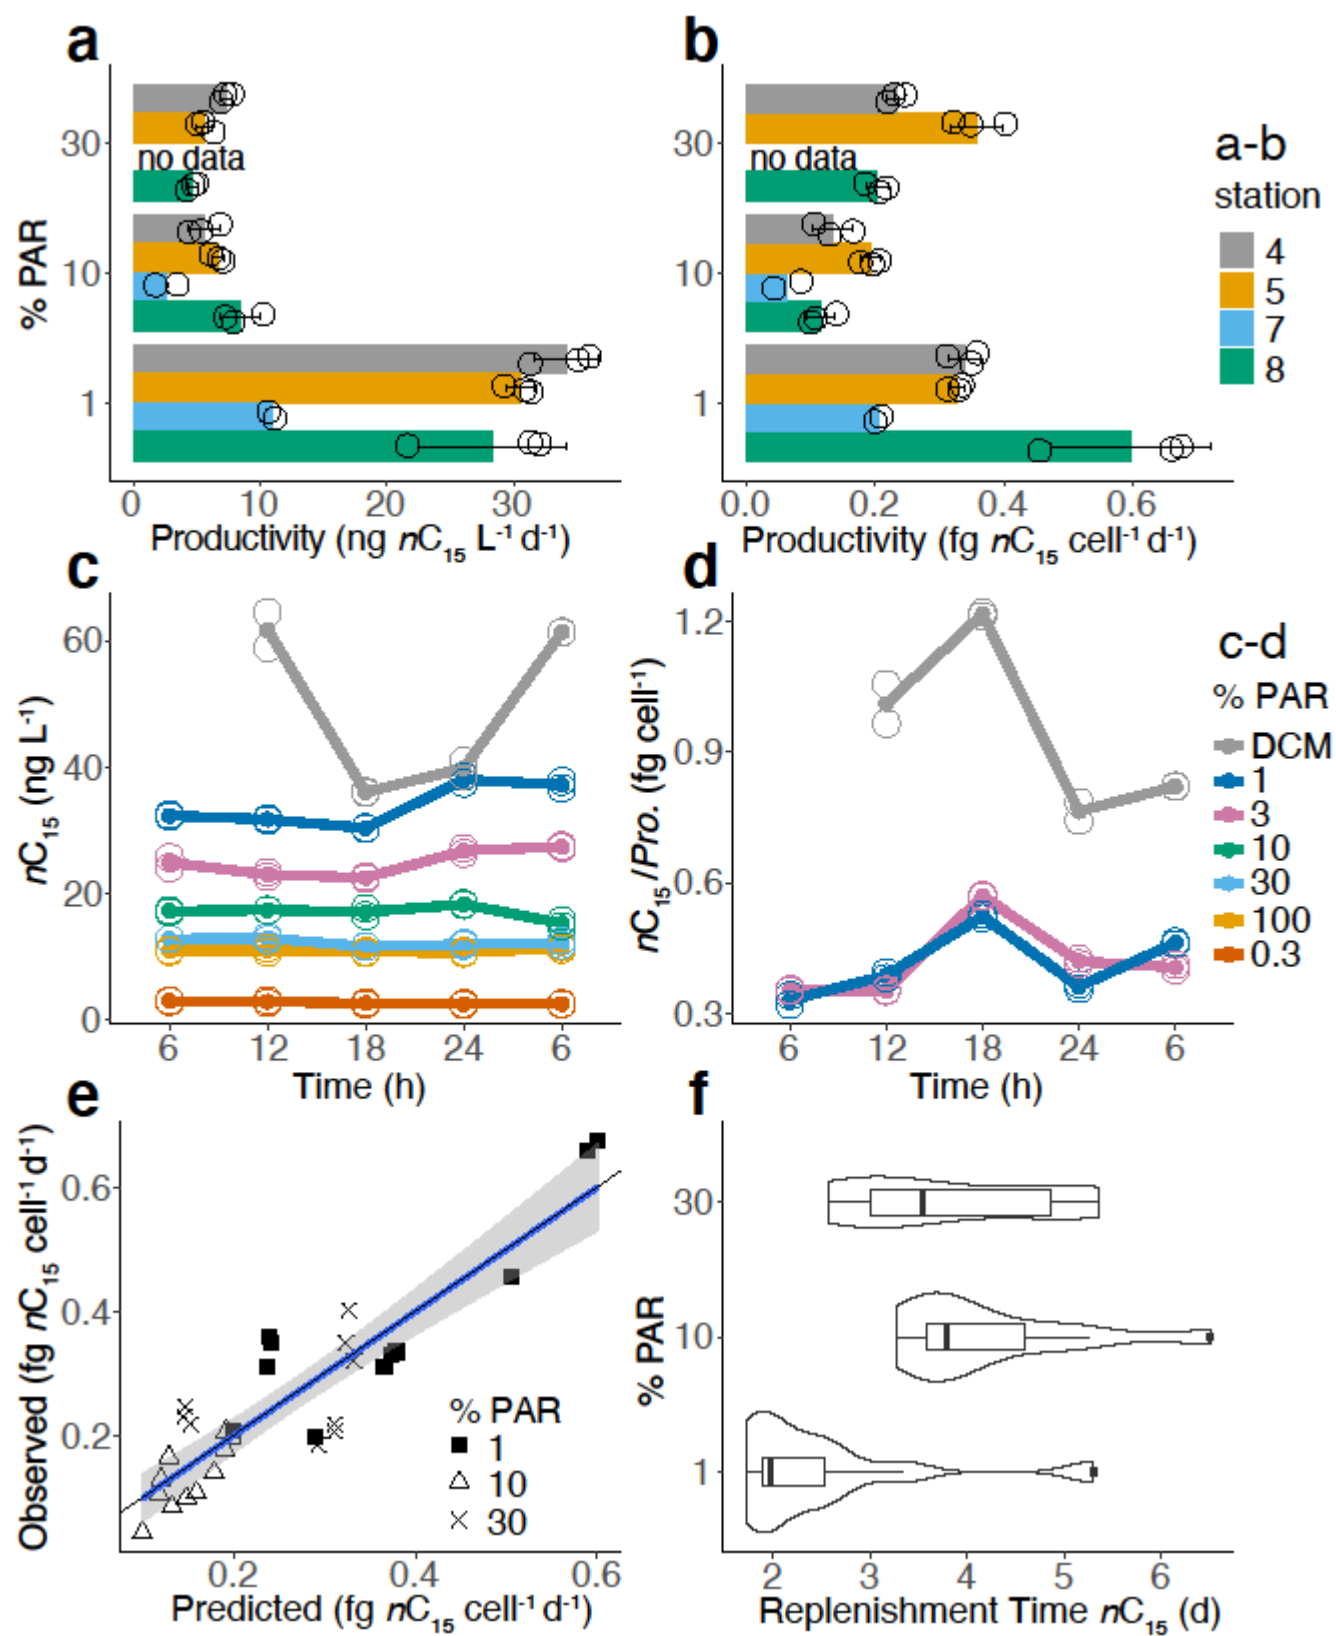 a
% PAR
30
10
1
no data
0 10 20 30
Productivity (ng nC15 L-1 d-1)
b
30
10
1
no data
0.0 0.2 0.4 0.6
Productivity (fg nC15 cell-1 d-1)
a-b
station
4
5
7
8
c
nC15 (ng L-1)
60
40
20
0
6 12 18 24 6
Time (h)
d
nC15/Pro. (fg cell-1)
1.2
0.9
0.6
0.3
6 12 18 24 6
Time (h)
c-d
% PAR
DCM
1
3
10
30
100
0.3
e
Observed (fg nC15 cell-1 d-1)
0.6
0.4
0.2
% PAR
1
10
30
0.2 0.4 0.6
Predicted (fg nC15 cell-1 d-1)
f
% PAR
30
10
1
2 3 4 5 6
Replenishment Time nC15 (d)